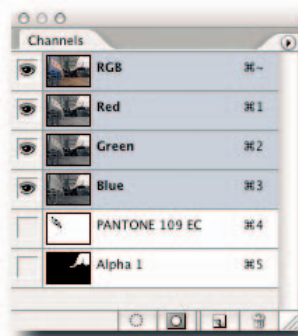 Channels
RGB ⌘~
Red ⌘1
Green ⌘2
Blue ⌘3
PANTONE 109 EC ⌘4
Alpha 1 ⌘5